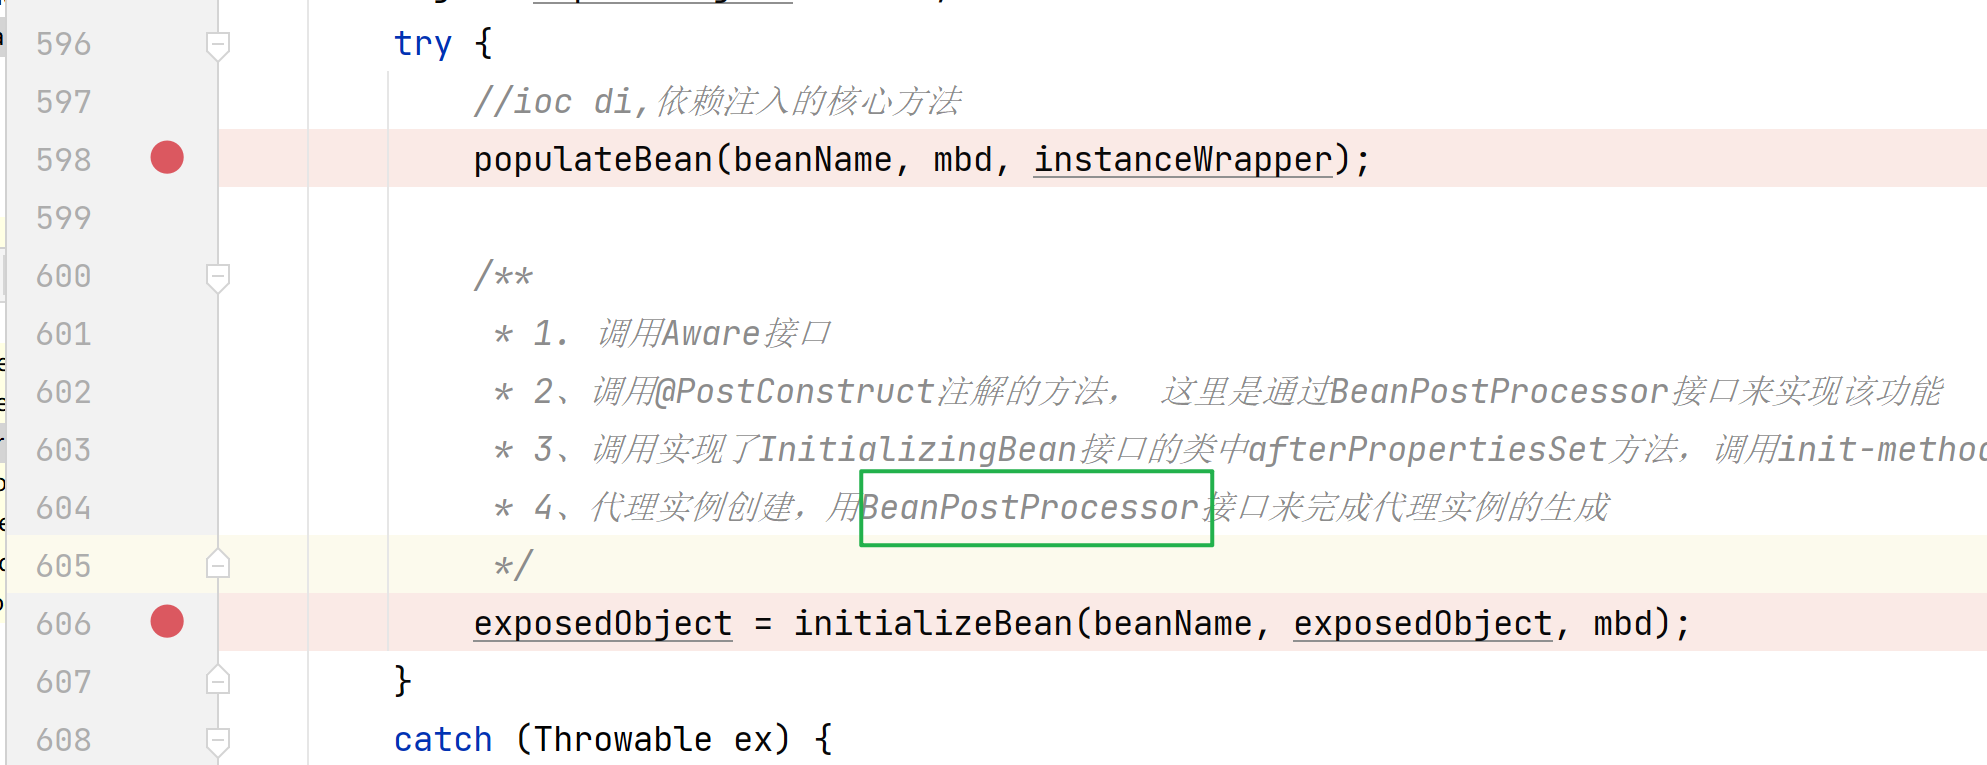 596 try {
597 //ioc di,依赖注入的核心方法
598 populateBean(beanName, mbd, instanceWrapper);
599
600 /**
601 * 1. 调用Aware接口
602 * 2、调用@PostConstruct注解的方法， 这里是通过BeanPostProcessor接口来实现该功能
603 * 3、调用实现了InitializingBean接口的类中afterPropertiesSet方法，调用init-method
604 * 4、代理实例创建，用BeanPostProcessor接口来完成代理实例的生成
605 */
606 exposedObject = initializeBean(beanName, exposedObject, mbd);
607 }
608 catch (Throwable ex) {